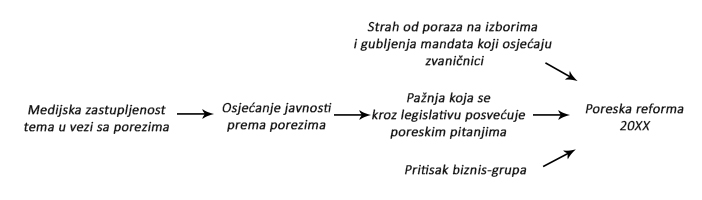 Strah od poraza na izborima
i gubljenja mandata koji osjećaju
zvaničnici
Medijska zastupljenost
tema u vezi sa porezima
Osjećanje javnosti
prema porezima
Pažnja koja se
kroz legislativu posvećuje
poreskim pitanjima
Poreska reforma
20XX
Pritisak biznis-grupa